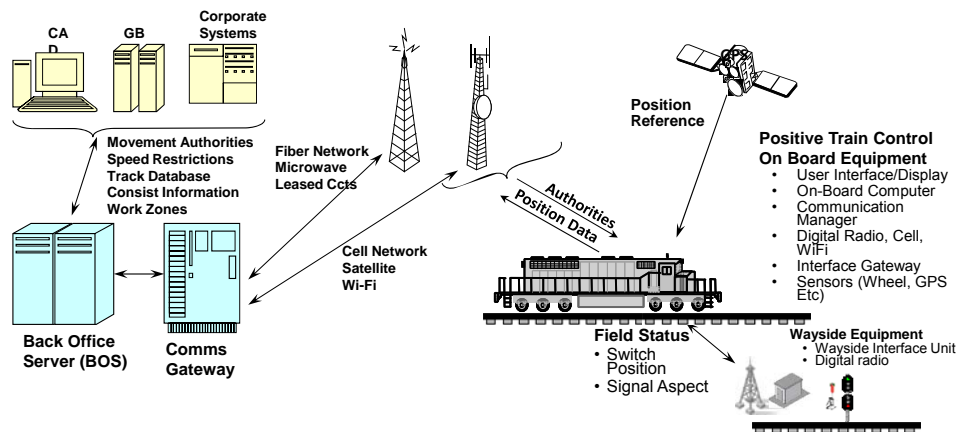 CA
D
GB
Corporate
Systems
Movement Authorities
Speed Restrictions
Track Database
Consist Information
Work Zones
Back Office
Server (BOS)
Comms
Gateway
Fiber Network
Microwave
Leased Ccts
Cell Network
Satellite
Wi-Fi
Authorities
Position Data
Position
Reference
Positive Train Control
On Board Equipment
• User Interface/Display
• On-Board Computer
• Communication
Manager
• Digital Radio, Cell,
WiFi
• Interface Gateway
• Sensors (Wheel, GPS
Etc)
Field Status
• Switch
Position
• Signal Aspect
Wayside Equipment
• Wayside Interface Unit
• Digital radio